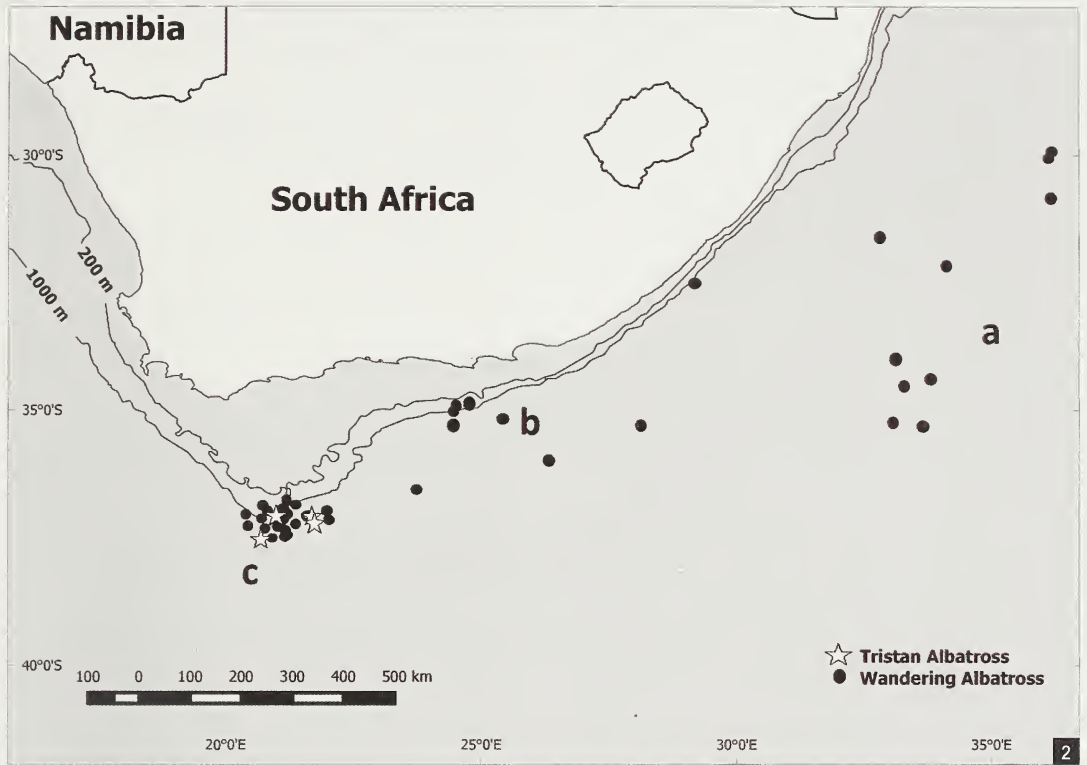 Namibia
30°0'S
South Africa
200 m
1000 m
a
35°0'S
b
c
40°0'S
100 0 100 200 300 400 500 km
Tristan Albatross
Wandering Albatross
20°0'E 25°0'E 30°0'E 35°0'E
2